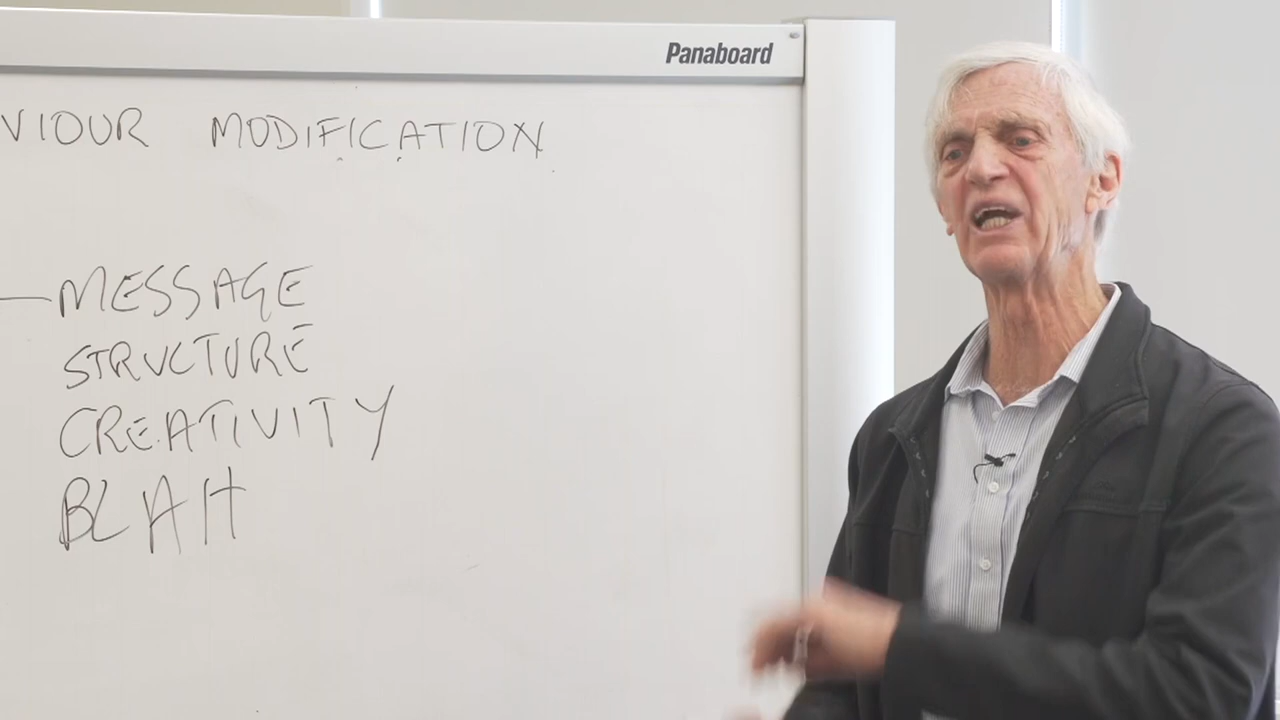 Panaboard
VIOUR MODIFICATION
MESSAGE
STRUCTURE
CREATIVITY
BLAH